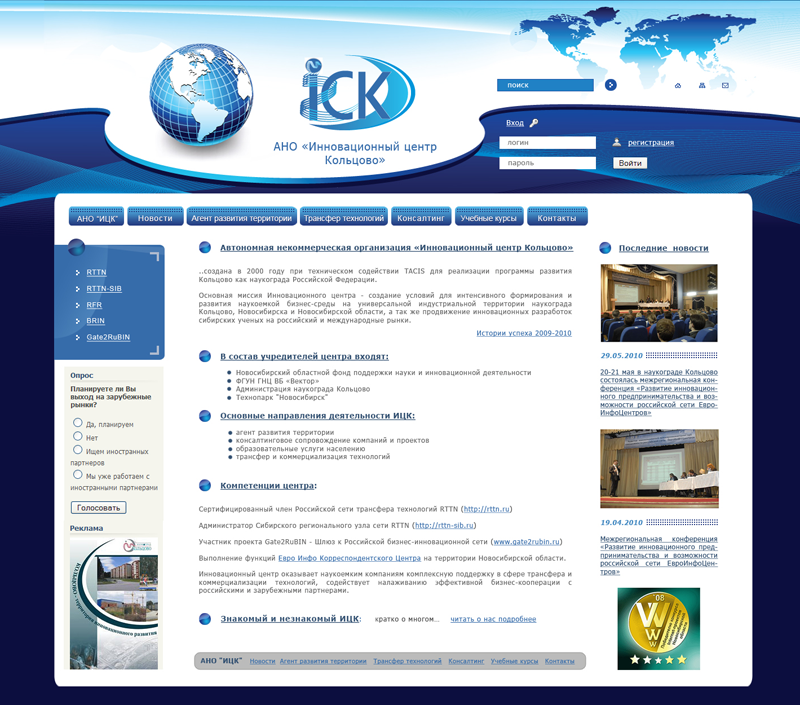 iCK
АНО «Инновационный центр
Кольцово»
поиск
Вход
логин
регистрация
пароль
Войти
АНО "ИЦК"
Новости
Агент развития территории
Трансфер технологий
Консалтинг
Учебные курсы
Контакты
RTTN
RTTN-SIB
RFR
BRIN
Gate2RuBIN
Опрос
Планируете ли Вы
выход на зарубежные
рынки?
Да, планируем
Нет
Ищем иностранных
партнеров
Мы уже работаем с
иностранными партнерами
Голосовать
Реклама
Автономная некоммерческая организация «Инновационный центр Кольцово»
..создана в 2000 году при техническом содействии TACIS для реализации программы развития
Кольцово как наукограда Российской Федерации.
Основная миссия Инновационного центра - создание условий для интенсивного формирования и
развития наукоемкой бизнес-среды на универсальной индустриальной территории наукограда
Кольцово, Новосибирска и Новосибирской области, а так же продвижение инновационных разработок
сибирских ученых на российский и международные рынки.
Истории успеха 2009-2010
В состав учредителей центра входят:
Новосибирский областной фонд поддержки науки и инновационной деятельности
ФГУН ГНЦ ВБ «Вектор»
Администрация наукограда Кольцово
Технопарк "Новосибирск"
Основные направления деятельности ИЦК:
агент развития территории
консалтинговое сопровождение компаний и проектов
образовательные услуги населению
трансфер и коммерциализация технологий
Компетенции центра:
Сертифицированный член Российской сети трансфера технологий RTTN (http://rttn.ru)
Администратор Сибирского регионального узла сети RTTN (http://rttn-sib.ru)
Участник проекта Gate2RuBIN - Шлюз к Российской бизнес-инновационной сети (www.gate2rubin.ru)
Выполнение функций Евро Инфо Корреспондентского Центра на территории Новосибирской области.
Инновационный центр оказывает наукоемким компаниям комплексную поддержку в сфере трансфера и
коммерциализации технологий, содействует налаживанию эффективной бизнес-кооперации с
российскими и зарубежными партнерами.
Знакомый и незнакомый ИЦК: кратко о многом... читать о нас подробнее
АНО "ИЦК" Новости Агент развития территории Трансфер технологий Консалтинг Учебные курсы Контакты
Последние новости
29.05.2010
20-21 мая в наукограде Кольцово
состоялась межрегиональная кон-
ференция «Развитие инновацион-
ного предпринимательства и воз-
можности российской сети Евро-
ИнфоЦентров»
19.04.2010
Межрегиональная конференция
«Развитие инновационного пред-
принимательства и возможности
российской сети ЕвроИнфоЦен-
тров»
'08
WWW